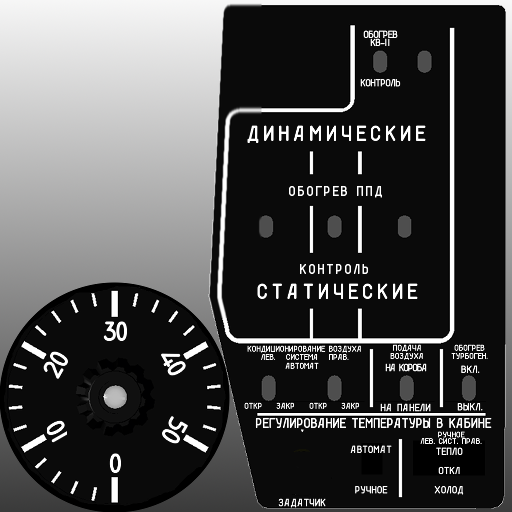 ОБОГРЕВ
КВ-II
КОНТРОЛЬ
ДИНАМИЧЕСКИЕ
ОБОГРЕВ ППД
КОНТРОЛЬ
СТАТИЧЕСКИЕ
КОНДИЦИОНИРОВАНИЕ ВОЗДУХА
ЛЕВ. СИСТЕМА ПРАВ.
АВТОМАТ
ОТКР ЗАКР ОТКР ЗАКР
ПОДАЧА
ВОЗДУХА
НА КОРОБА
НА ПАНЕЛИ
ОБОГРЕВ
ТУРБОГЕН.
ВКЛ.
ВЫКЛ.
РЕГУЛИРОВАНИЕ ТЕМПЕРАТУРЫ В КАБИНЕ
РУЧНОЕ
ЛЕВ. СИСТ. ПРАВ.
АВТОМАТ
ТЕПЛО
ОТКЛ
РУЧНОЕ
ХОЛОД
ЗАДАТЧИК
0
10
20
30
40
50